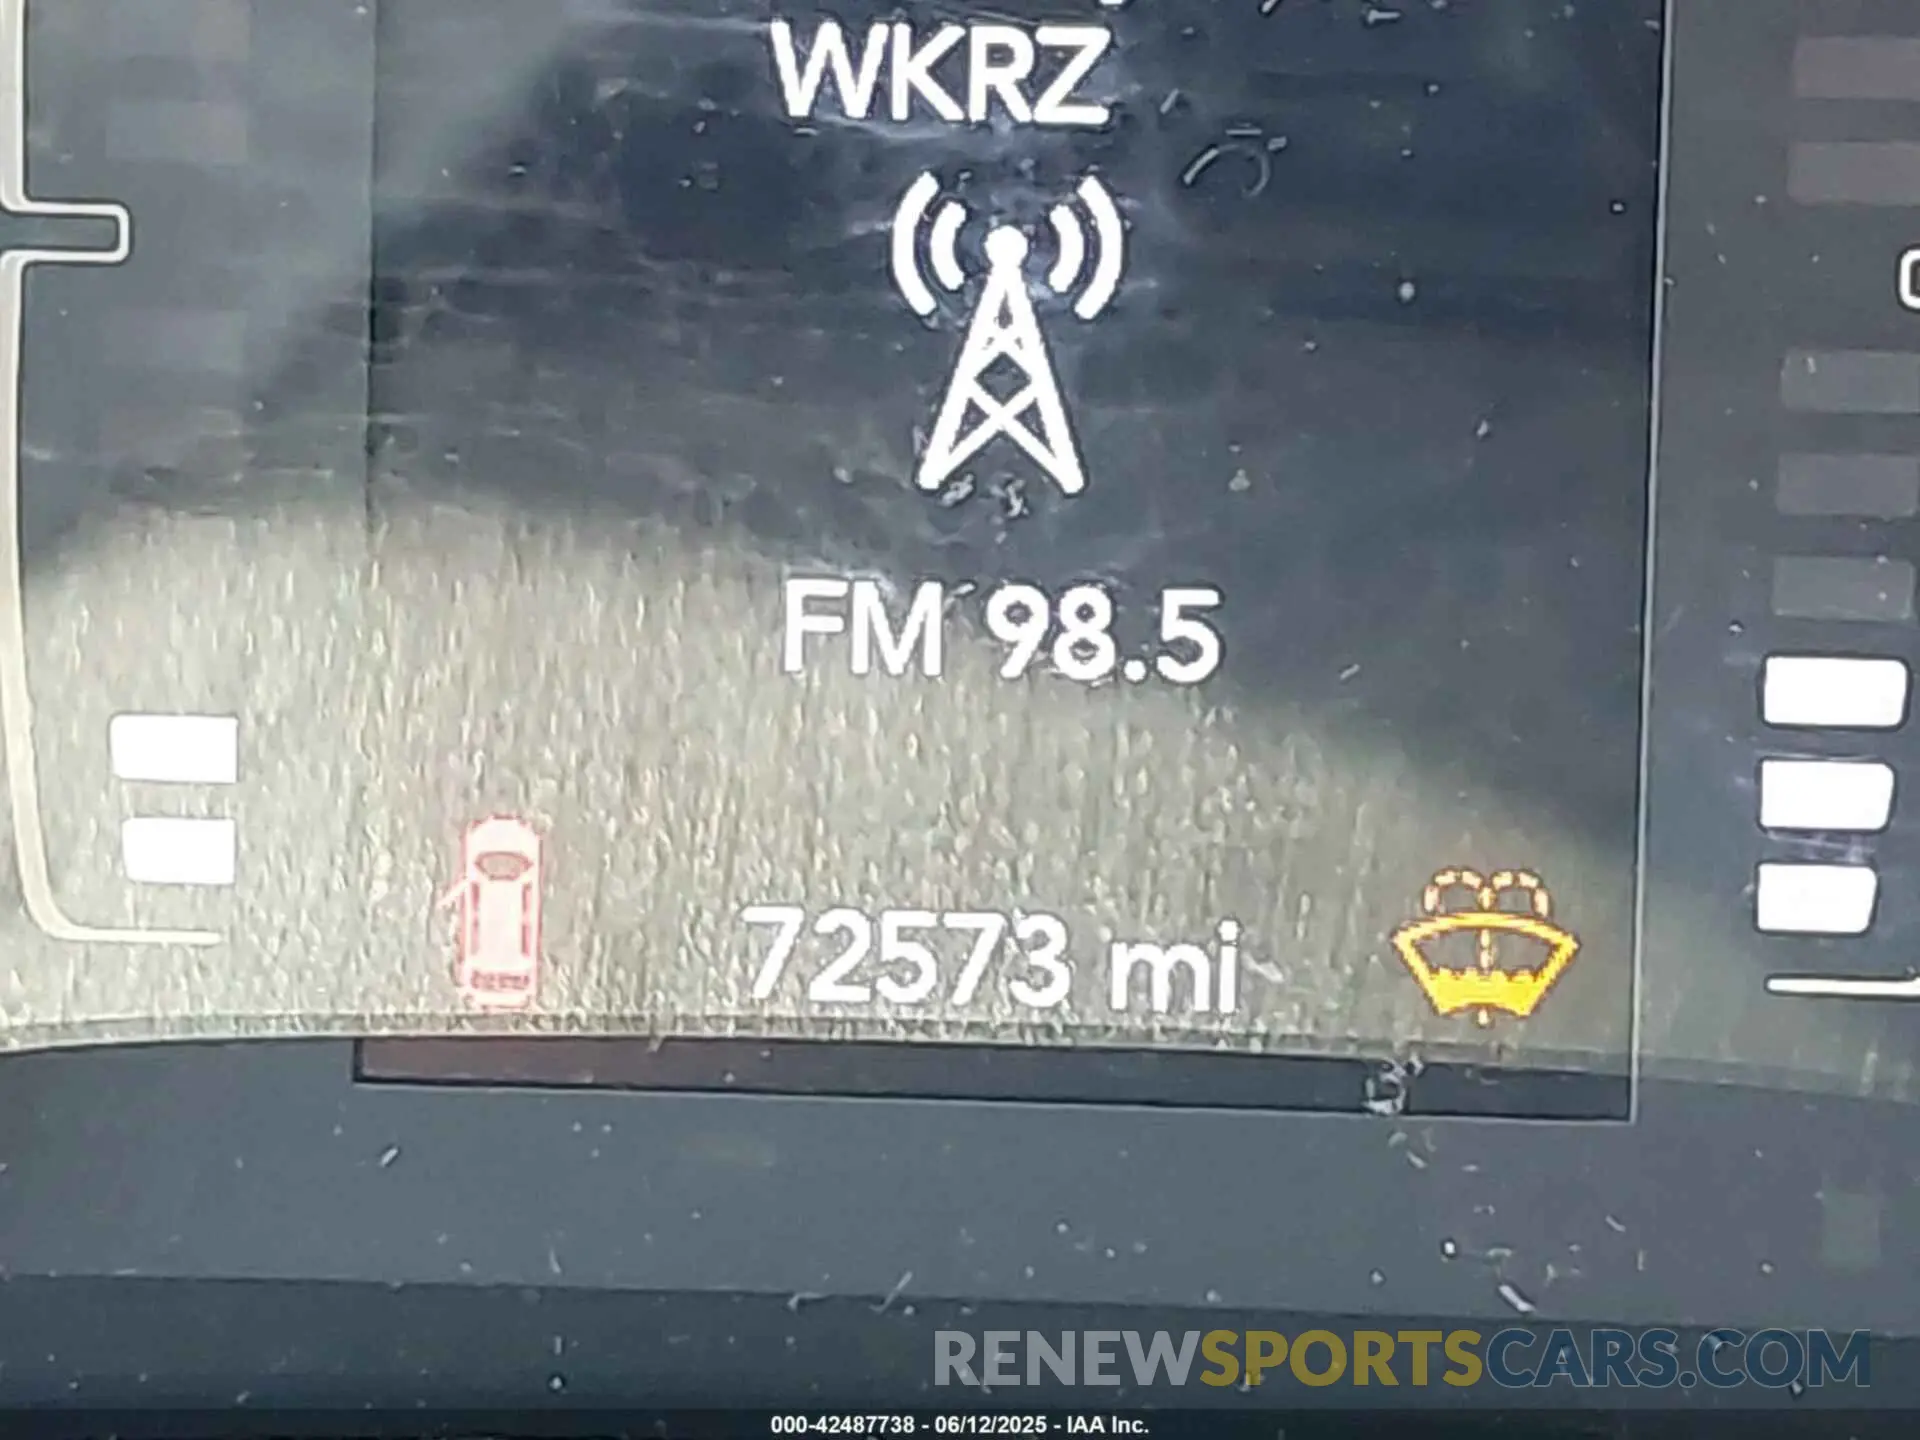 WKRZ
FM 98.5
72573 mi
RENEWSPORTSCARS.COM
000-42487738 - 06/12/2025 - IAA Inc.